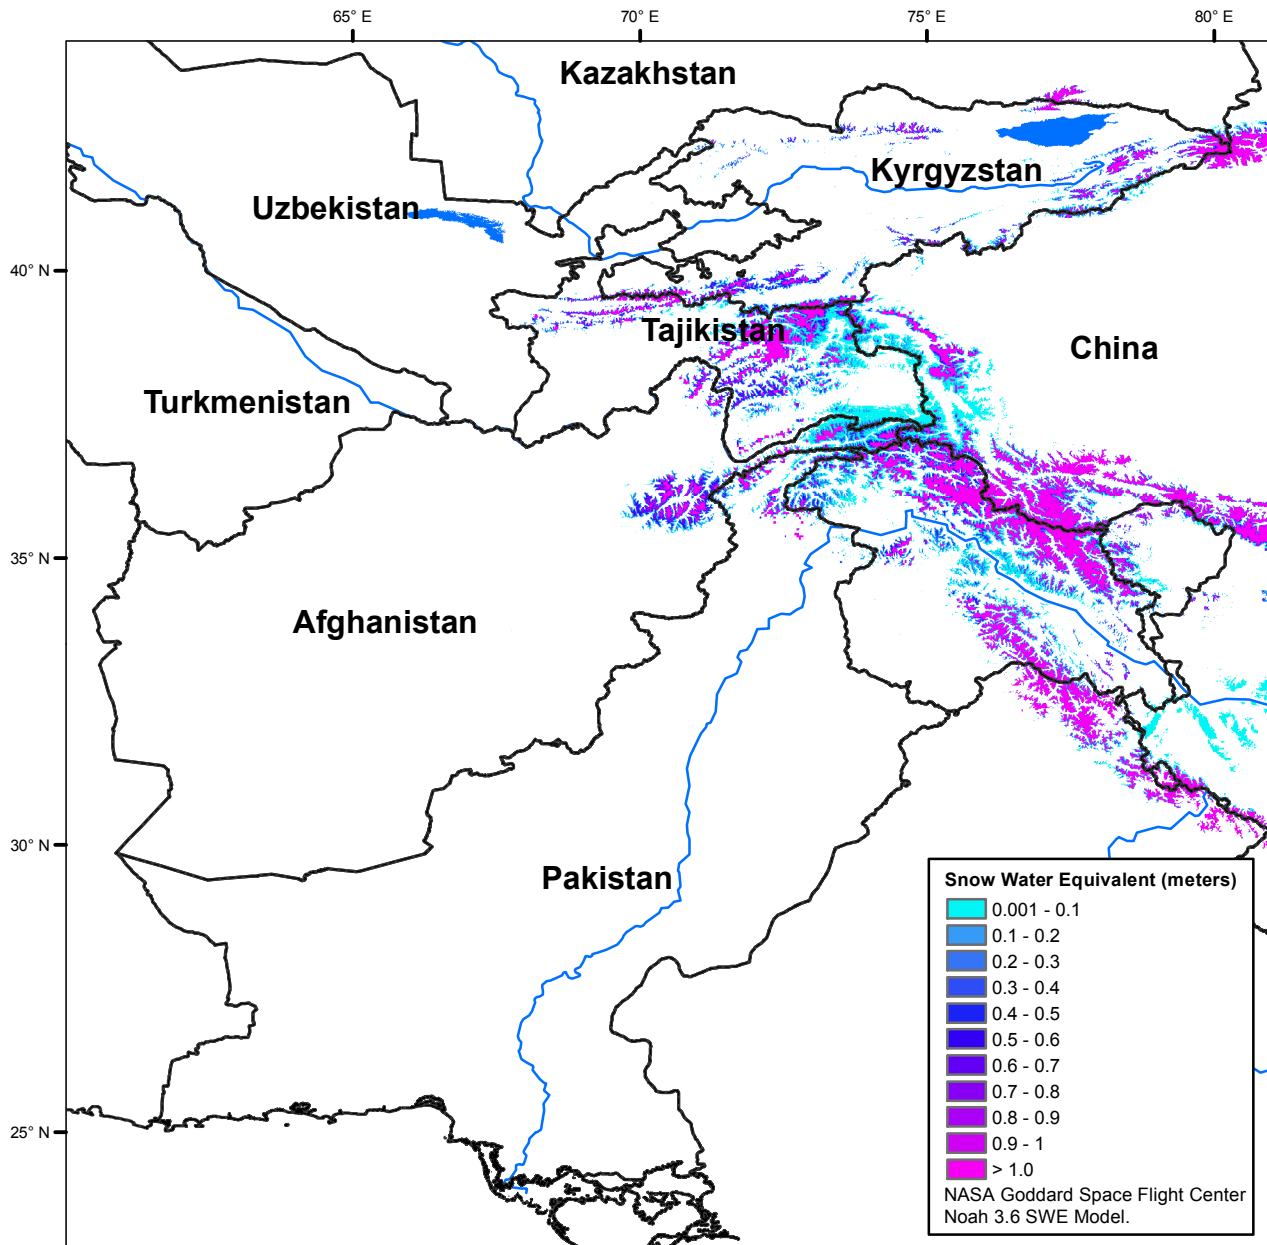 65° E
70° E
75° E
80° E
Kazakhstan
Kyrgyzstan
Uzbekistan
40° N
Tajikistan
China
Turkmenistan
35° N
Afghanistan
30° N
Pakistan
25° N
Snow Water Equivalent (meters)
0.001 - 0.1
0.1 - 0.2
0.2 - 0.3
0.3 - 0.4
0.4 - 0.5
0.5 - 0.6
0.6 - 0.7
0.7 - 0.8
0.8 - 0.9
0.9 - 1
> 1.0
NASA Goddard Space Flight Center
Noah 3.6 SWE Model.